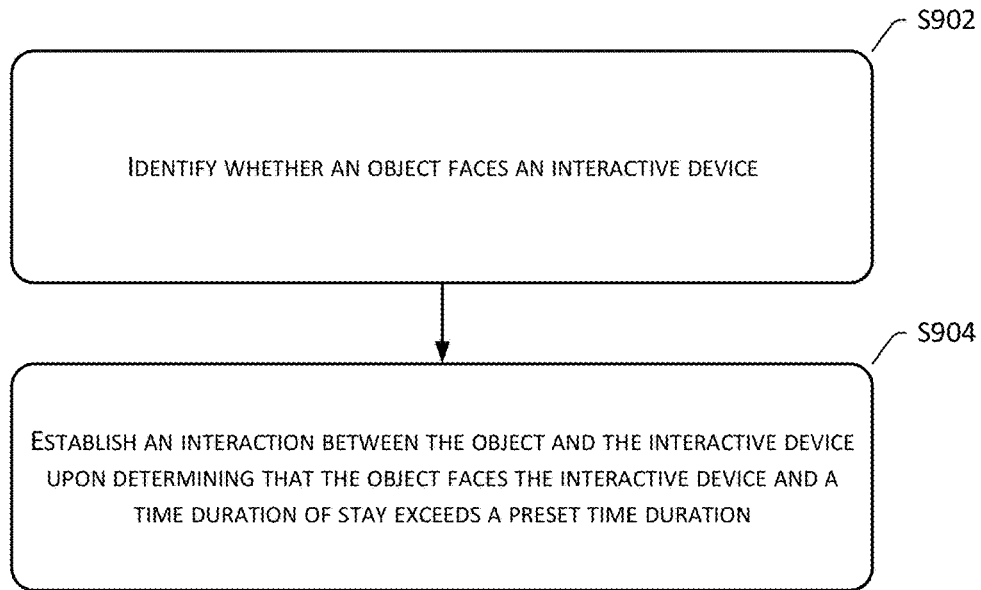 S902
IDENTIFY WHETHER AN OBJECT FACES AN INTERACTIVE DEVICE
S904
ESTABLISH AN INTERACTION BETWEEN THE OBJECT AND THE INTERACTIVE DEVICE
UPON DETERMINING THAT THE OBJECT FACES THE INTERACTIVE DEVICE AND A
TIME DURATION OF STAY EXCEEDS A PRESET TIME DURATION